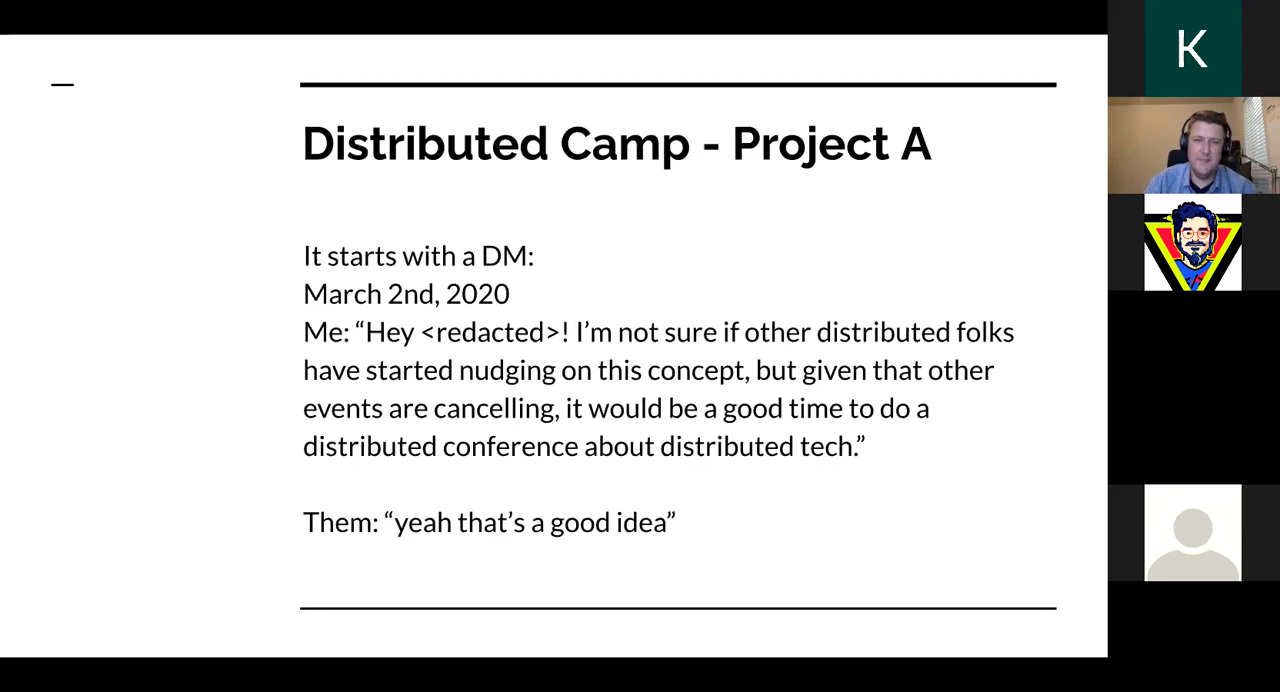 Distributed Camp - Project A
It starts with a DM:
March 2nd, 2020
Me: “Hey <redacted>! I’m not sure if other distributed folks
have started nudging on this concept, but given that other
events are cancelling, it would be a good time to do a
distributed conference about distributed tech.”
Them: “yeah that’s a good idea”
K